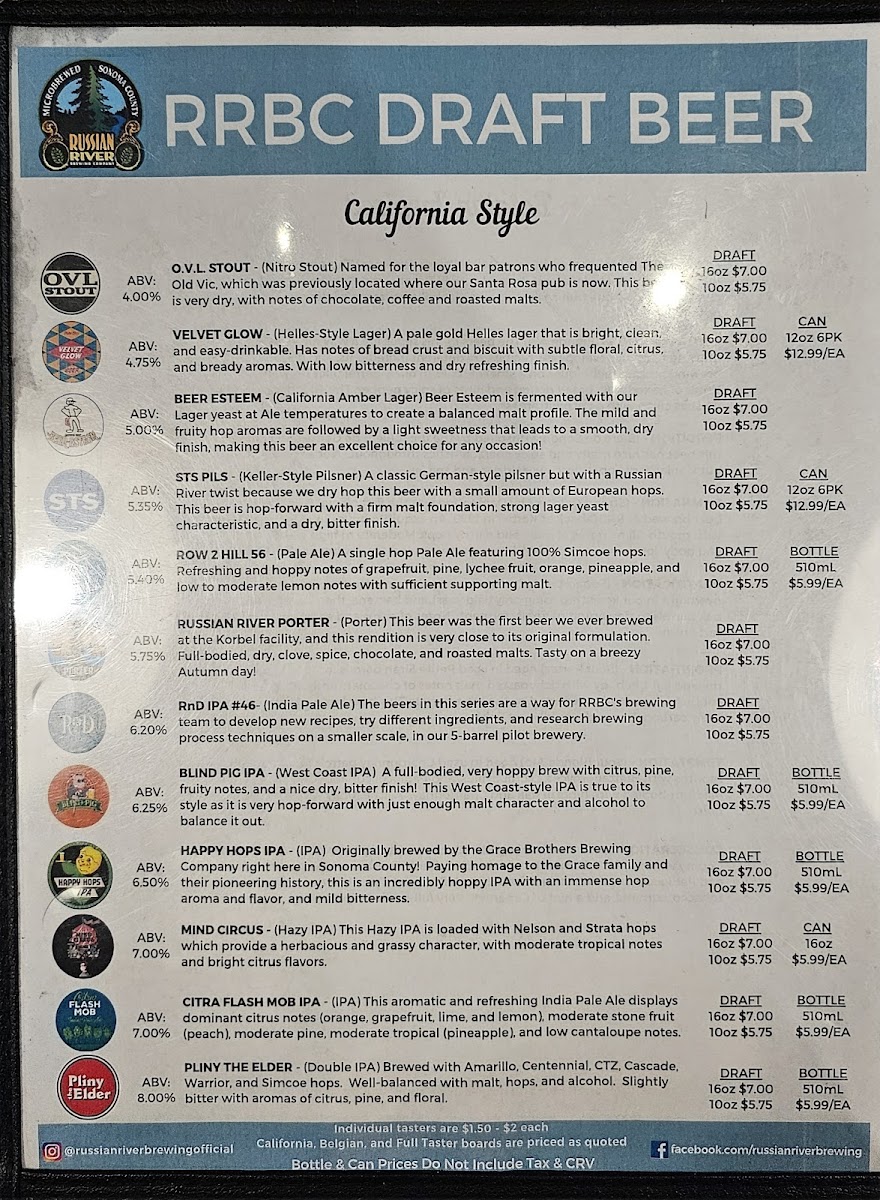 MICROBREWED SONOMA COUNTY
RUSSIAN
RIVER
BREWING COMPANY
RRBC DRAFT BEER
California Style
OVL
STOUT
ABV:
4.00%
O.V.L. STOUT - (Nitro Stout) Named for the loyal bar patrons who frequented The
Old Vic, which was previously located where our Santa Rosa pub is now. This
is very dry, with notes of chocolate, coffee and roasted malts.
DRAFT
16oz $7.00
10oz $5.75
VELVET
GLOW
ABV:
4.75%
VELVET GLOW - (Helles-Style Lager) A pale gold Helles lager that is bright, clean,
and easy-drinkable. Has notes of bread crust and biscuit with subtle floral, citrus,
and bready aromas. With low bitterness and dry refreshing finish.
DRAFT
16oz $7.00
10oz $5.75
CAN
12oz 6PK
$12.99/EA
ABV:
5.00%
BEER ESTEEM - (California Amber Lager) Beer Esteem is fermented with our
Lager yeast at Ale temperatures to create a balanced malt profile. The mild and
fruity hop aromas are followed by a light sweetness that leads to a smooth, dry
finish, making this beer an excellent choice for any occasion!
DRAFT
16oz $7.00
10oz $5.75
STS
ABV:
5.35%
STS PILS - (Keller-Style Pilsner) A classic German-style pilsner but with a Russian
River twist because we dry hop this beer with a small amount of European hops.
This beer is hop-forward with a firm malt foundation, strong lager yeast
characteristic, and a dry, bitter finish.
DRAFT
16oz $7.00
10oz $5.75
CAN
12oz 6PK
$12.99/EA
ABV:
5.40%
ROW 2 HILL 56 - (Pale Ale) A single hop Pale Ale featuring 100% Simcoe hops.
Refreshing and hoppy notes of grapefruit, pine, lychee fruit, orange, pineapple, and
low to moderate lemon notes with sufficient supporting malt.
DRAFT
16oz $7.00
10oz $5.75
BOTTLE
510mL
$5.99/EA
ABV:
5.75%
RUSSIAN RIVER PORTER - (Porter) This beer was the first beer we ever brewed
at the Korbel facility, and this rendition is very close to its original formulation.
Full-bodied, dry, clove, spice, chocolate, and roasted malts. Tasty on a breezy
Autumn day!
DRAFT
16oz $7.00
10oz $5.75
RnD
ABV:
6.20%
RnD IPA #46- (India Pale Ale) The beers in this series are a way for RRBC's brewing
team to develop new recipes, try different ingredients, and research brewing
process techniques on a smaller scale, in our 5-barrel pilot brewery.
DRAFT
16oz $7.00
10oz $5.75
BLIND PIG
ABV:
6.25%
BLIND PIG IPA - (West Coast IPA) A full-bodied, very hoppy brew with citrus, pine,
fruity notes, and a nice dry, bitter finish! This West Coast-style IPA is true to its
style as it is very hop-forward with just enough malt character and alcohol to
balance it out.
DRAFT
16oz $7.00
10oz $5.75
BOTTLE
510mL
$5.99/EA
HAPPY HOPS
IPA
ABV:
6.50%
HAPPY HOPS IPA - (IPA) Originally brewed by the Grace Brothers Brewing
Company right here in Sonoma County! Paying homage to the Grace family and
their pioneering history, this is an incredibly hoppy IPA with an immense hop
aroma and flavor, and mild bitterness.
DRAFT
16oz $7.00
10oz $5.75
BOTTLE
510mL
$5.99/EA
ABV:
7.00%
MIND CIRCUS - (Hazy IPA) This Hazy IPA is loaded with Nelson and Strata hops
which provide a herbacious and grassy character, with moderate tropical notes
and bright citrus flavors.
DRAFT
16oz $7.00
10oz $5.75
CAN
16oz
$5.99/EA
FLASH
MOB
ABV:
7.00%
CITRA FLASH MOB IPA - (IPA) This aromatic and refreshing India Pale Ale displays
dominant citrus notes (orange, grapefruit, lime, and lemon), moderate stone fruit
(peach), moderate pine, moderate tropical (pineapple), and low cantaloupe notes.
DRAFT
16oz $7.00
10oz $5.75
BOTTLE
510mL
$5.99/EA
Pliny
the Elder
ABV:
8.00%
PLINY THE ELDER - (Double IPA) Brewed with Amarillo, Centennial, CTZ, Cascade,
Warrior, and Simcoe hops. Well-balanced with malt, hops, and alcohol. Slightly
bitter with aromas of citrus, pine, and floral.
DRAFT
16oz $7.00
10oz $5.75
BOTTLE
510mL
$5.99/EA
Individual tasters are $1.50 - $2 each
@russianriverbrewingofficial
California, Belgian, and Full Taster boards are priced as quoted
facebook.com/russianriverbrewing
Bottle & Can Prices Do Not Include Tax & CRV